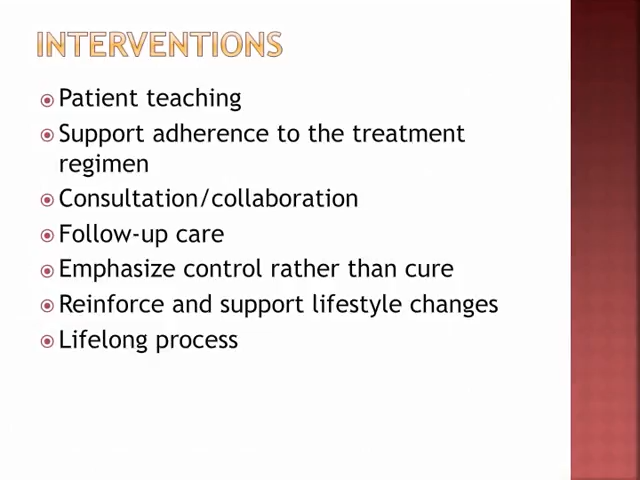 INTERVENTIONS
Patient teaching
Support adherence to the treatment
regimen
Consultation/collaboration
Follow-up care
Emphasize control rather than cure
Reinforce and support lifestyle changes
Lifelong process